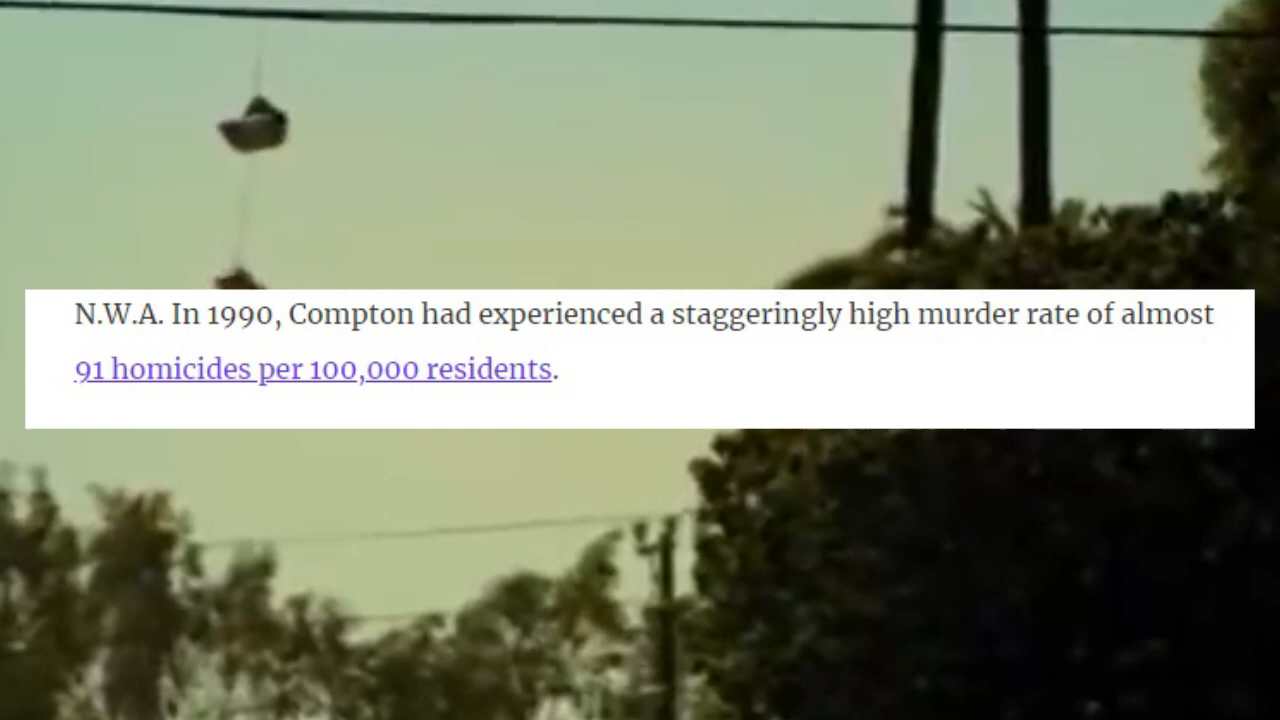 N.W.A. In 1990, Compton had experienced a staggeringly high murder rate of almost
91 homicides per 100,000 residents.